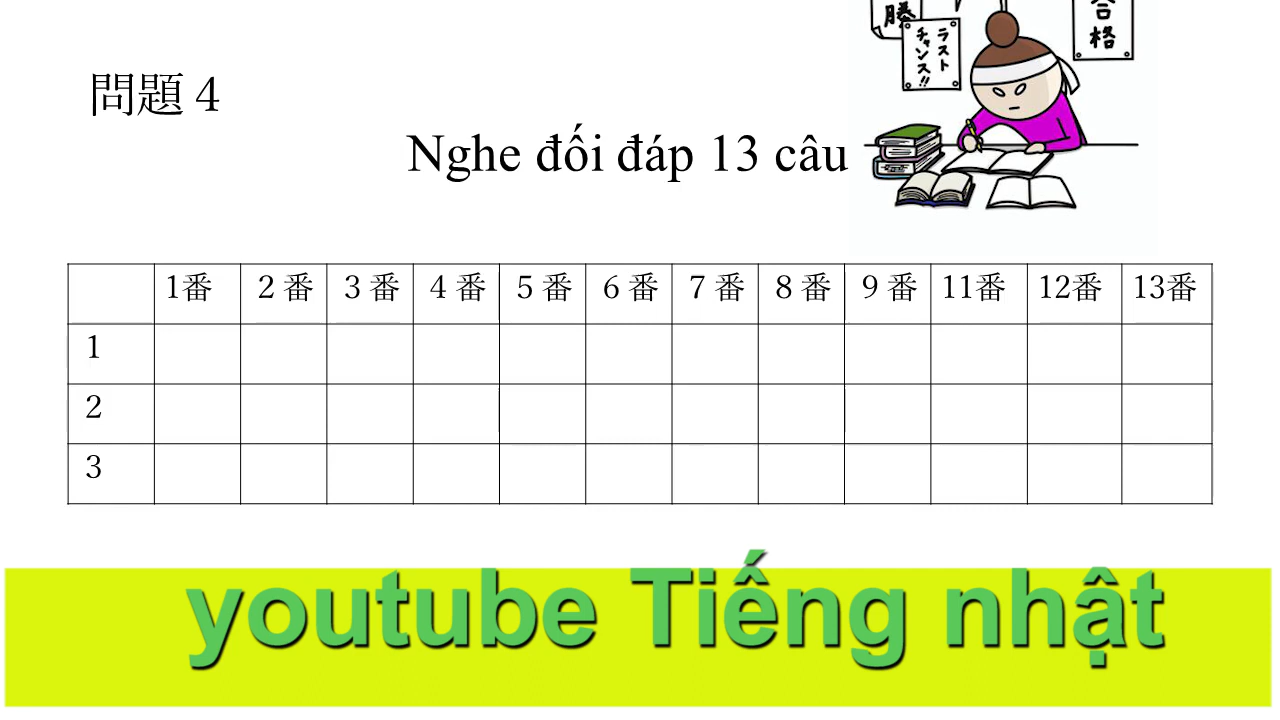 勝
ラスト
チャンス!!
合
格
問題４
Nghe đối đáp 13 câu
1番 ２番 ３番 ４番 ５番 ６番 ７番 ８番 ９番 11番 12番 13番
1
2
3
youtube Tiếng nhật